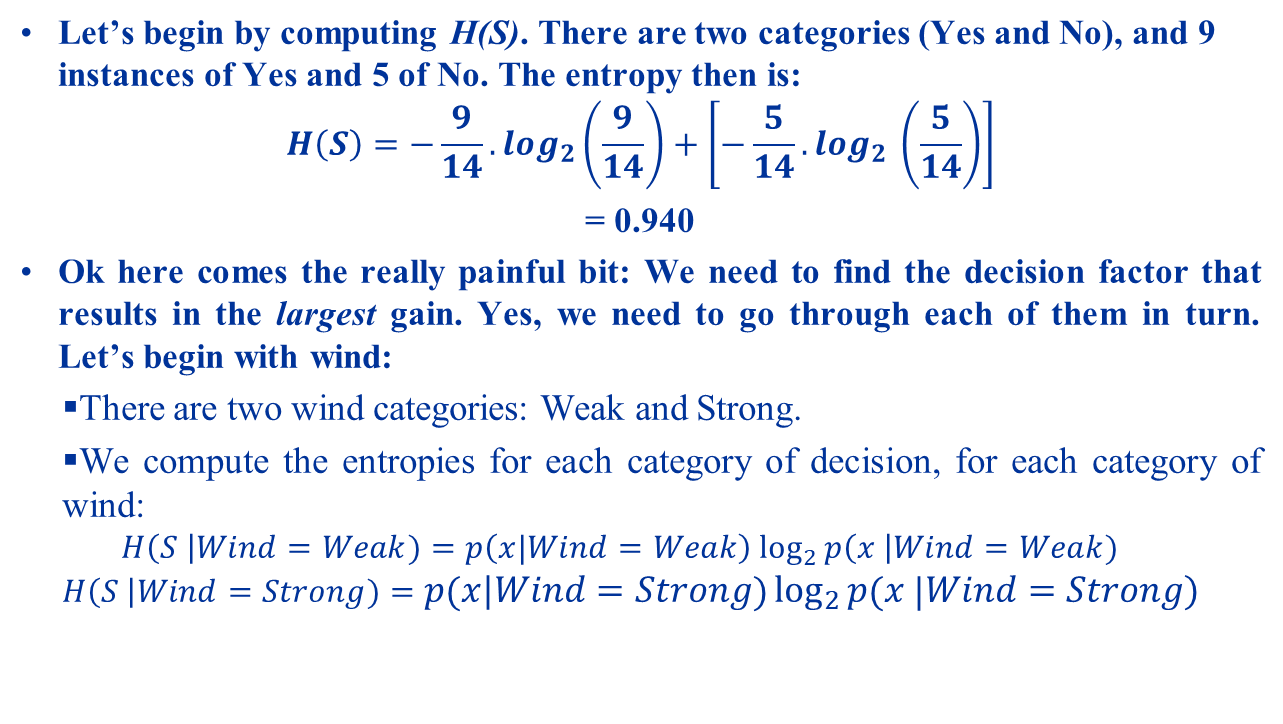 • Let’s begin by computing H(S). There are two categories (Yes and No), and 9
instances of Yes and 5 of No. The entropy then is:
H(S) = −9/14 . log₂ (9/14) + [−5/14 . log₂ (5/14)]
= 0.940
• Ok here comes the really painful bit: We need to find the decision factor that
results in the largest gain. Yes, we need to go through each of them in turn.
Let’s begin with wind:
▪There are two wind categories: Weak and Strong.
▪We compute the entropies for each category of decision, for each category of
wind:
H(S |Wind = Weak) = p(x|Wind = Weak) log₂ p(x |Wind = Weak)
H(S |Wind = Strong) = p(x|Wind = Strong) log₂ p(x |Wind = Strong)